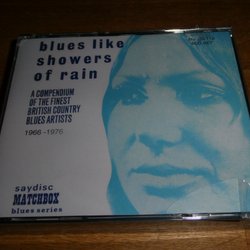 blues like
showers
of rain
A COMPENDIUM
OF THE FINEST
BRITISH COUNTRY
BLUES ARTISTS
1966 -1976
saydisc
MATCHBOX
blues series